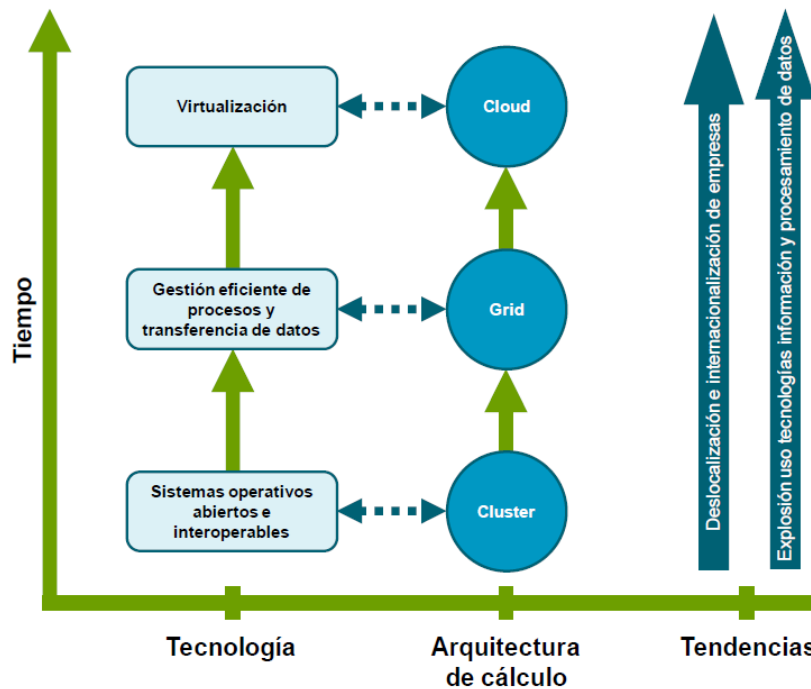 Virtualización
Cloud
Gestión eficiente de
procesos y
transferencia de datos
Grid
Sistemas operativos
abiertos e
interoperables
Cluster
Tiempo
Deslocalización e internacionalización de empresas
Explosión uso tecnologías información y procesamiento de datos
Tecnología
Arquitectura
de cálculo
Tendencias